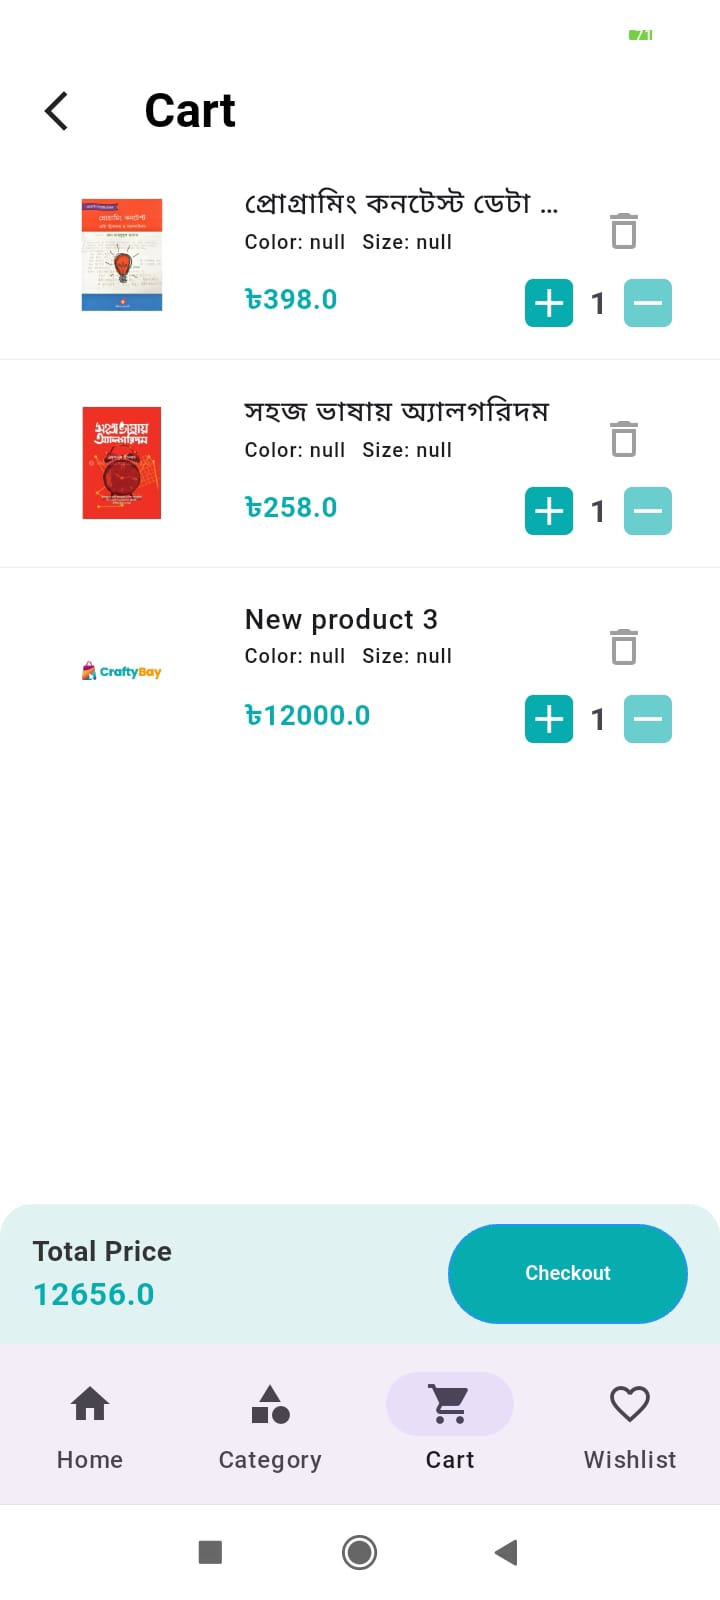 71
Cart
প্রোগ্রামিং কনটেস্ট ডেটা ...
Color: null Size: null
৳398.0
1
সহজ ভাষায় অ্যালগরিদম
Color: null Size: null
৳258.0
1
New product 3
Color: null Size: null
CraftyBay
৳12000.0
1
Total Price
12656.0
Checkout
Home
Category
Cart
Wishlist